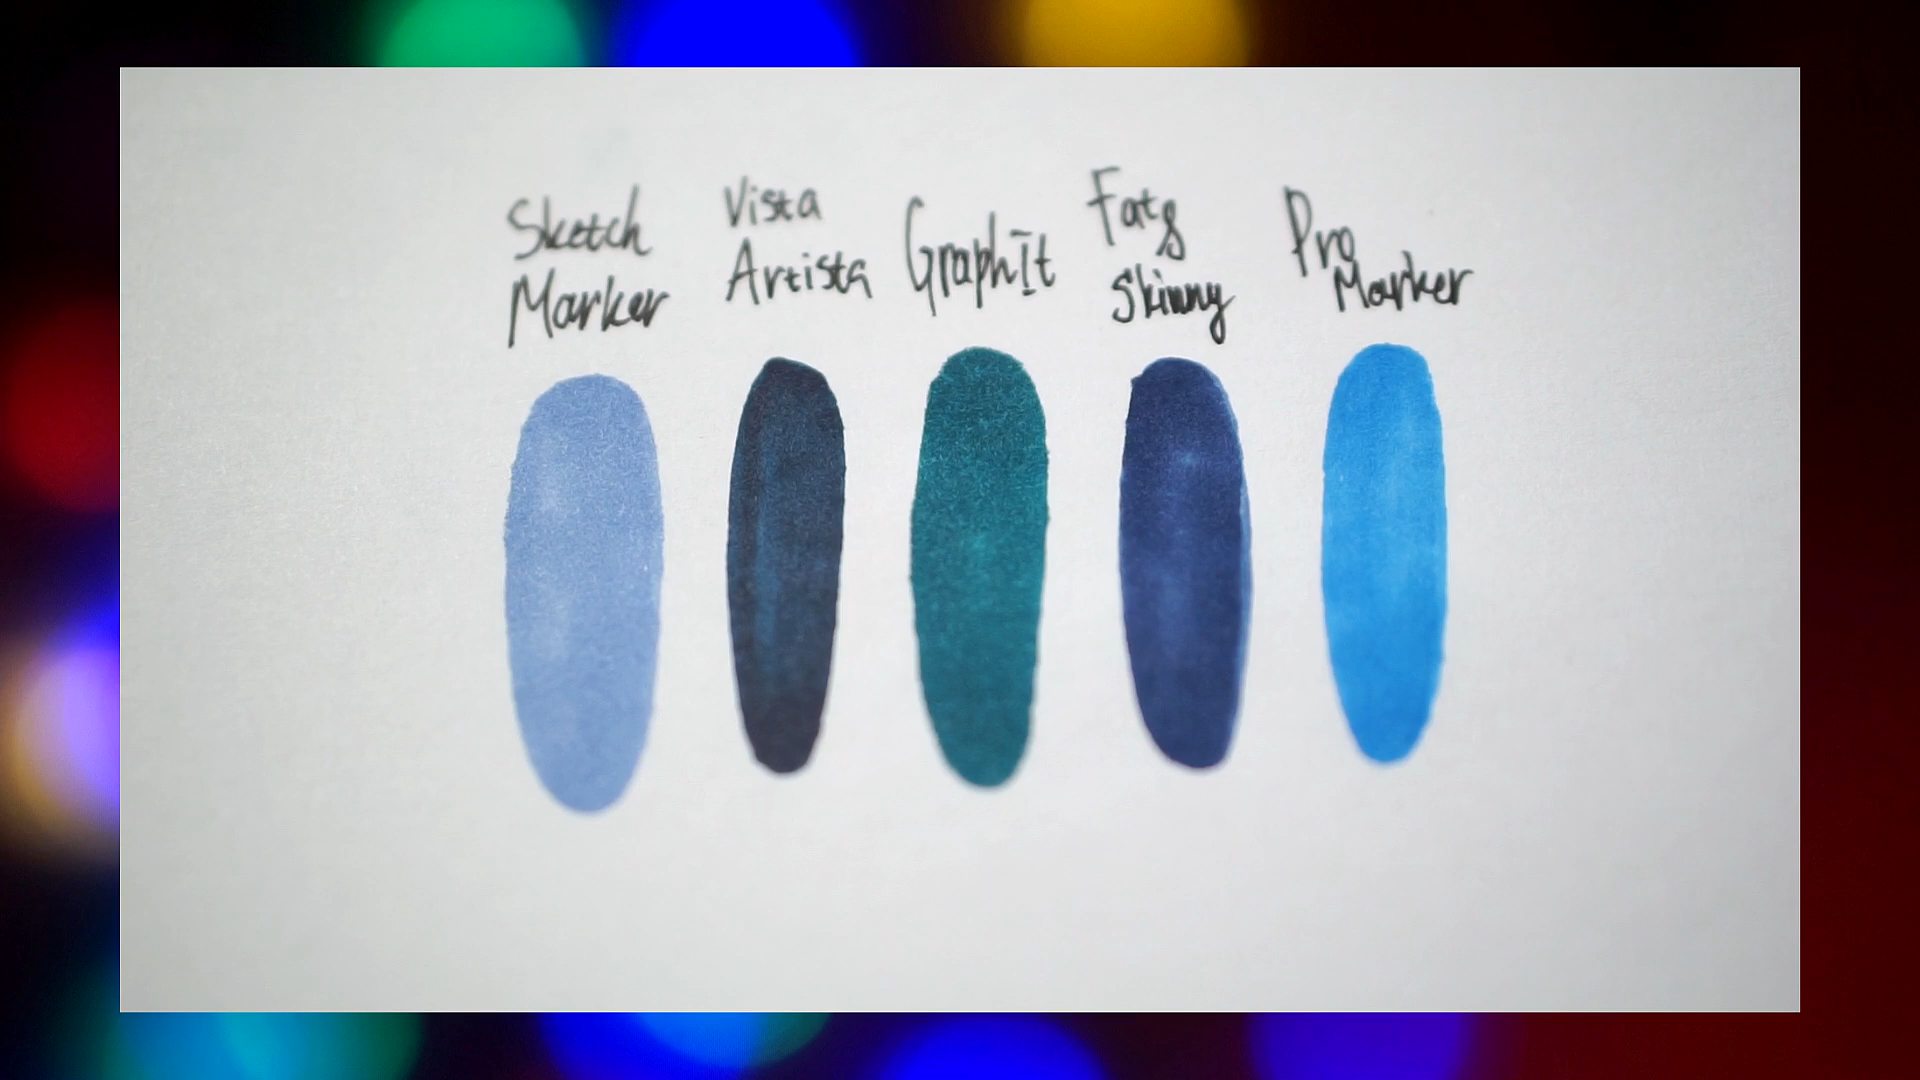 Sketch
Marker
Vista
Artista
GraphIt
Fat&
Skinny
Pro
Marker